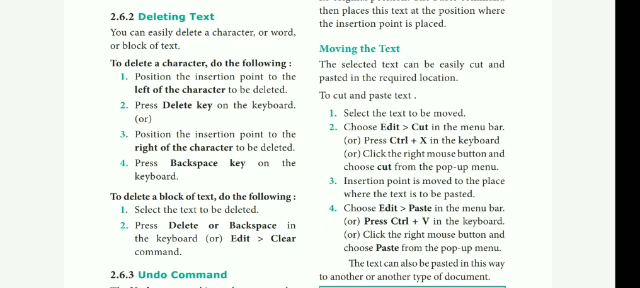 2.6.2 Deleting Text
You can easily delete a character, or word,
or block of text.
To delete a character, do the following :
1. Position the insertion point to the
left of the character to be deleted.
2. Press Delete key on the keyboard.
(or)
3. Position the insertion point to the
right of the character to be deleted.
4. Press Backspace key on the
keyboard.
To delete a block of text, do the following :
1. Select the text to be deleted.
2. Press Delete or Backspace in
the keyboard (or) Edit > Clear
command.
2.6.3 Undo Command
then places this text at the position where
the insertion point is placed.
Moving the Text
The selected text can be easily cut and
pasted in the required location.
To cut and paste text .
1. Select the text to be moved.
2. Choose Edit > Cut in the menu bar.
(or) Press Ctrl + X in the keyboard
(or) Click the right mouse button and
choose cut from the pop-up menu.
3. Insertion point is moved to the place
where the text is to be pasted.
4. Choose Edit > Paste in the menu bar.
(or) Press Ctrl + V in the keyboard.
(or) Click the right mouse button and
choose Paste from the pop-up menu.
The text can also be pasted in this way
to another or another type of document.